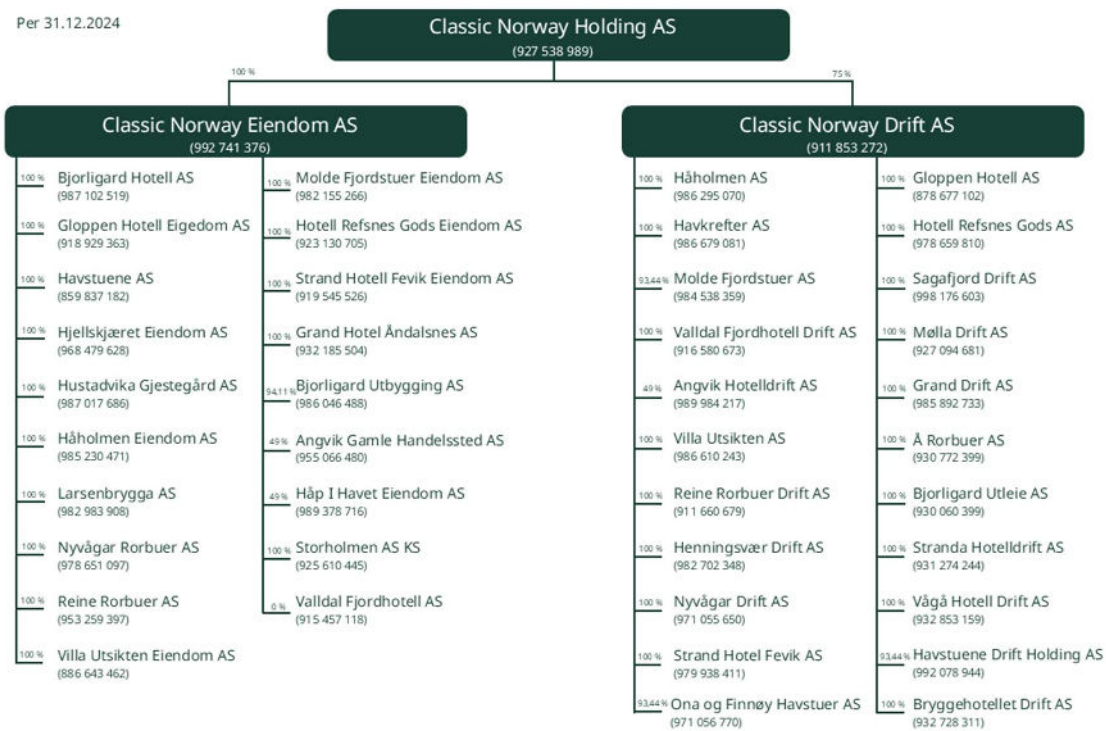 Per 31.12.2024
Classic Norway Holding AS
(927 538 989)
100 %
75 %
Classic Norway Eiendom AS
(992 741 376)
100 % Bjorligard Hotell AS
(987 102 519)
100 % Gloppen Hotell Eigedom AS
(918 929 363)
100 % Havstuene AS
(859 837 182)
100 % Hjellskjæret Eiendom AS
(968 479 628)
100 % Hustadvika Gjestegård AS
(987 017 686)
100 % Håholmen Eiendom AS
(985 230 471)
100 % Larsenbrygga AS
(982 983 908)
100 % Nyvågar Rorbuer AS
(978 651 097)
100 % Reine Rorbuer AS
(953 259 397)
100 % Villa Utsikten Eiendom AS
(886 643 462)
100 % Molde Fjordstuer Eiendom AS
(982 155 266)
100 % Hotell Refsnes Gods Eiendom AS
(923 130 705)
100 % Strand Hotell Fevik Eiendom AS
(919 545 526)
100 % Grand Hotel Åndalsnes AS
(932 185 504)
94,11 % Bjorligard Utbygging AS
(986 046 488)
49 % Angvik Gamle Handelssted AS
(955 066 480)
49 % Håp I Havet Eiendom AS
(989 378 716)
100 % Storholmen AS KS
(925 610 445)
0 % Valldal Fjordhotell AS
(915 457 118)
Classic Norway Drift AS
(911 853 272)
100 % Håholmen AS
(986 295 070)
100 % Havkrefter AS
(986 679 081)
93,44 % Molde Fjordstuer AS
(984 538 359)
100 % Valldal Fjordhotell Drift AS
(916 580 673)
49 % Angvik Hotelldrift AS
(989 984 217)
100 % Villa Utsikten AS
(986 610 243)
100 % Reine Rorbuer Drift AS
(911 660 679)
100 % Henningsvær Drift AS
(982 702 348)
100 % Nyvågar Drift AS
(971 055 650)
100 % Strand Hotel Fevik AS
(979 938 411)
93,44 % Ona og Finnøy Havstuer AS
(971 056 770)
100 % Gloppen Hotell AS
(878 677 102)
100 % Hotell Refsnes Gods AS
(978 659 810)
100 % Sagafjord Drift AS
(998 176 603)
100 % Mølla Drift AS
(927 094 681)
100 % Grand Drift AS
(985 892 733)
100 % Å Rorbuer AS
(930 772 399)
100 % Bjorligard Utleie AS
(930 060 399)
100 % Stranda Hotelldrift AS
(931 274 244)
100 % Vågå Hotell Drift AS
(932 853 159)
93,44 % Havstuene Drift Holding AS
(992 078 944)
100 % Bryggehotellet Drift AS
(932 728 311)